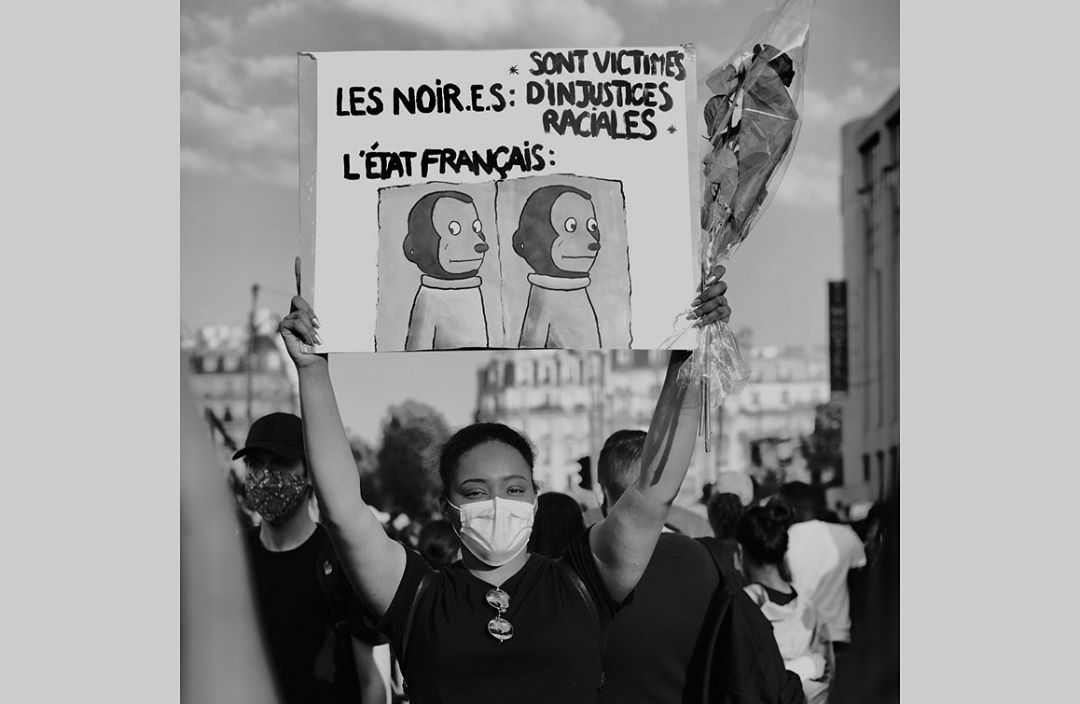 * SONT VICTIMES
LES NOIR.E.S: D'INJUSTICES
RACIALES *
L'ÉTAT FRANÇAIS: